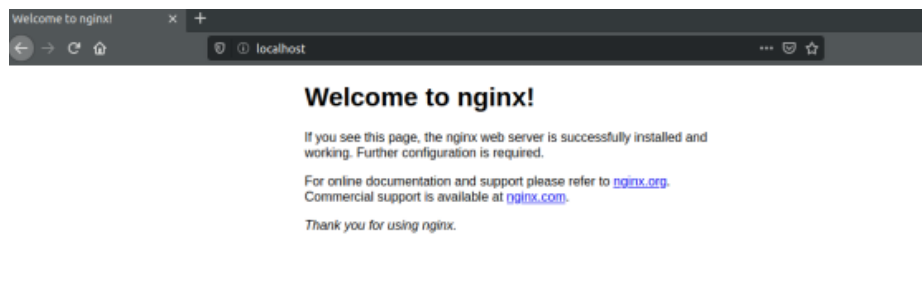 Welcome to nginx!
localhost
Welcome to nginx!
If you see this page, the nginx web server is successfully installed and
working. Further configuration is required.
For online documentation and support please refer to nginx.org.
Commercial support is available at nginx.com.
Thank you for using nginx.